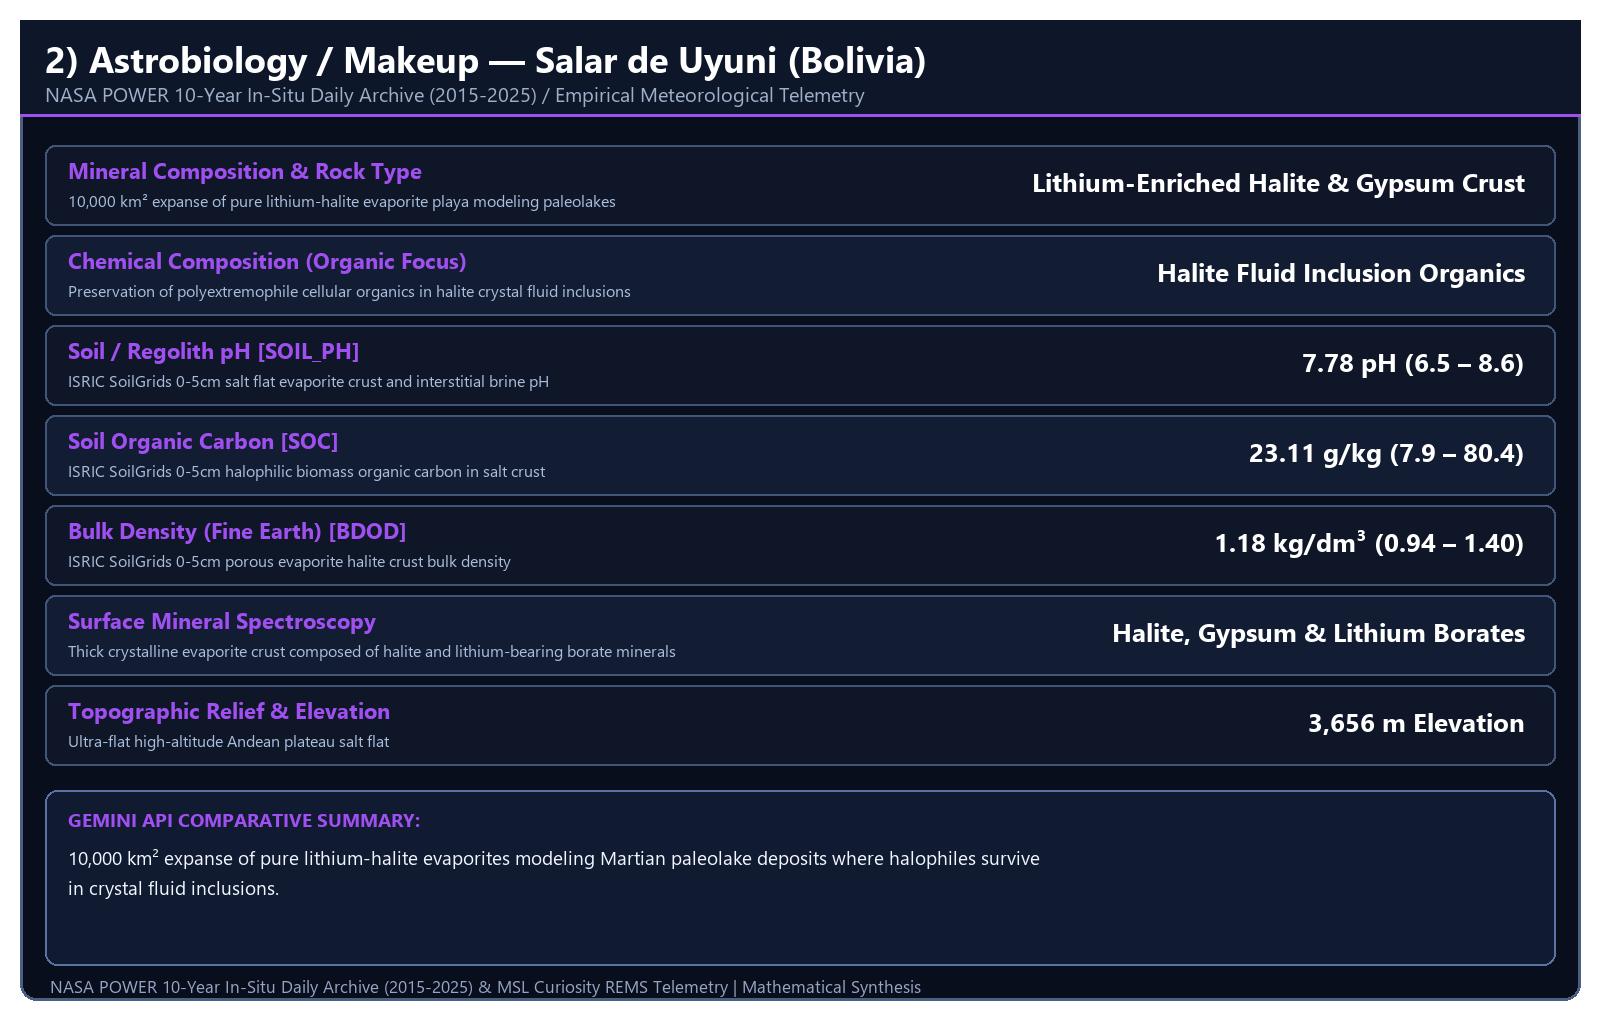 2) Astrobiology / Makeup — Salar de Uyuni (Bolivia)
NASA POWER 10-Year In-Situ Daily Archive (2015-2025) / Empirical Meteorological Telemetry
Mineral Composition & Rock Type
10,000 km² expanse of pure lithium-halite evaporite playa modeling paleolakes
Lithium-Enriched Halite & Gypsum Crust
Chemical Composition (Organic Focus)
Preservation of polyextremophile cellular organics in halite crystal fluid inclusions
Halite Fluid Inclusion Organics
Soil / Regolith pH [SOIL_PH]
ISRIC SoilGrids 0-5cm salt flat evaporite crust and interstitial brine pH
7.78 pH (6.5 – 8.6)
Soil Organic Carbon [SOC]
ISRIC SoilGrids 0-5cm halophilic biomass organic carbon in salt crust
23.11 g/kg (7.9 – 80.4)
Bulk Density (Fine Earth) [BDOD]
ISRIC SoilGrids 0-5cm porous evaporite halite crust bulk density
1.18 kg/dm³ (0.94 – 1.40)
Surface Mineral Spectroscopy
Thick crystalline evaporite crust composed of halite and lithium-bearing borate minerals
Halite, Gypsum & Lithium Borates
Topographic Relief & Elevation
Ultra-flat high-altitude Andean plateau salt flat
3,656 m Elevation
GEMINI API COMPARATIVE SUMMARY:
10,000 km² expanse of pure lithium-halite evaporites modeling Martian paleolake deposits where halophiles survive
in crystal fluid inclusions.
NASA POWER 10-Year In-Situ Daily Archive (2015-2025) & MSL Curiosity REMS Telemetry | Mathematical Synthesis